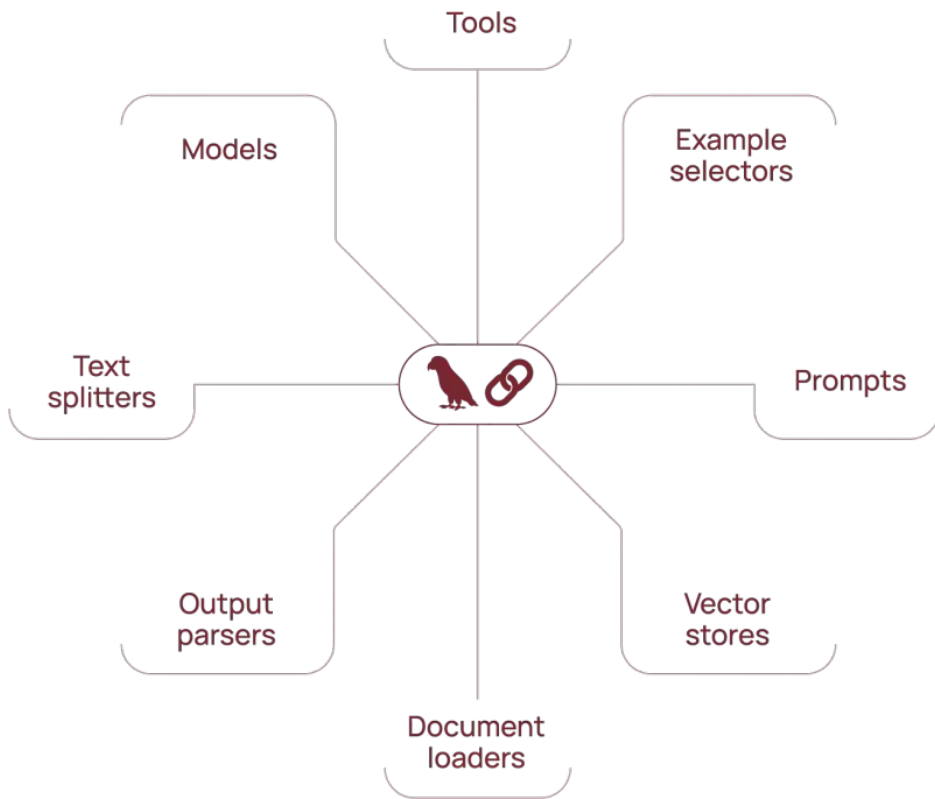 Tools
Models
Example
selectors
Text
splitters
Prompts
Output
parsers
Vector
stores
Document
loaders